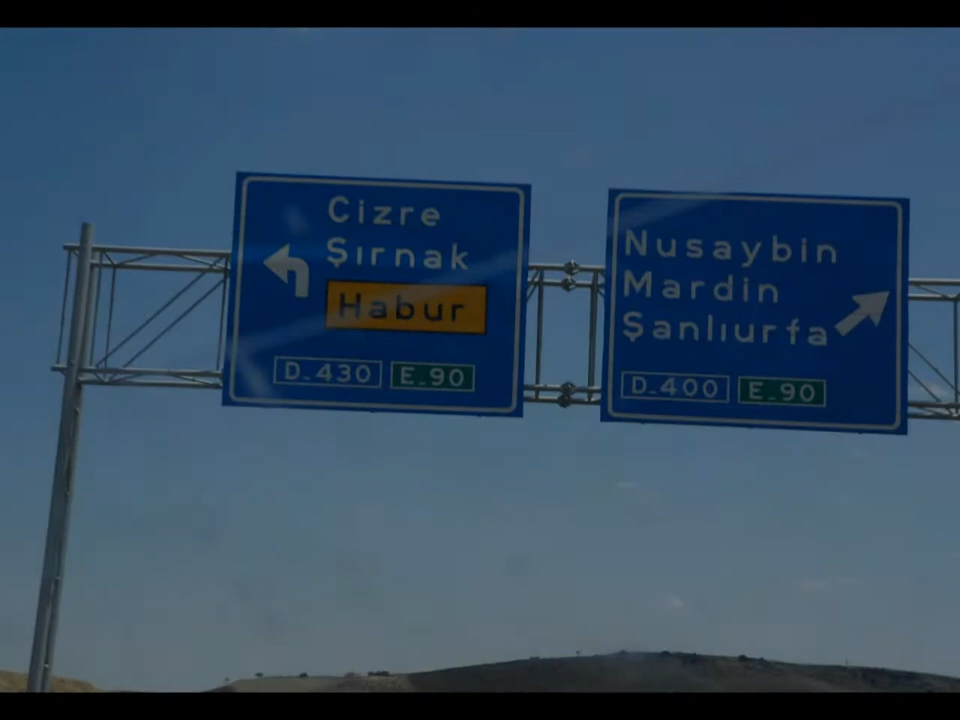 Cizre
Şırnak
Habur
D-430 E-90
Nusaybin
Mardin
Şanlıurfa
D-400 E-90